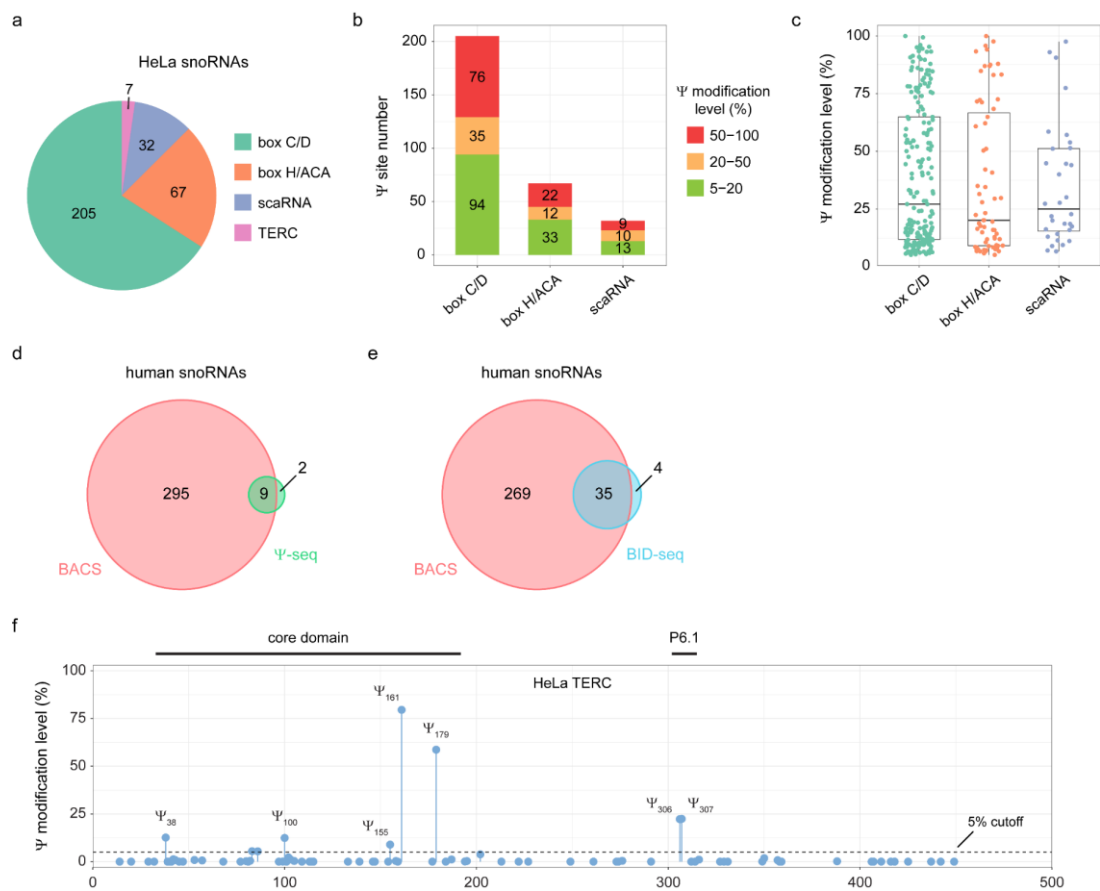 a
HeLa snoRNAs
7
32
67
205
box C/D
box H/ACA
scaRNA
TERC
b
Ψ site number
200
150
100
50
0
76
35
94
22
12
33
9
10
13
box C/D
box H/ACA
scaRNA
Ψ modification
level (%)
50−100
20−50
5−20
c
Ψ modification level (%)
100
75
50
25
0
box C/D
box H/ACA
scaRNA
d
human snoRNAs
295
9
2
BACS
Ψ-seq
e
human snoRNAs
269
35
4
BACS
BID-seq
f
core domain
P6.1
HeLa TERC
Ψ modification level (%)
100
75
50
25
0
Ψ38
Ψ100
Ψ155
Ψ161
Ψ179
Ψ306
Ψ307
5% cutoff
0
100
200
300
400
500